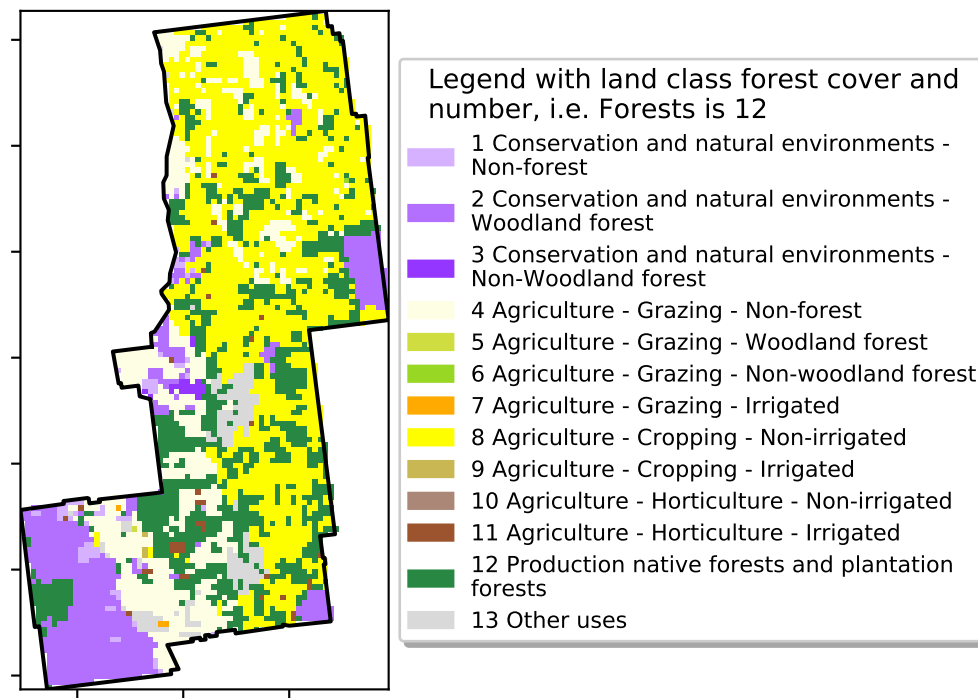 Legend with land class forest cover and
number, i.e. Forests is 12
1 Conservation and natural environments -
Non-forest
2 Conservation and natural environments -
Woodland forest
3 Conservation and natural environments -
Non-Woodland forest
4 Agriculture - Grazing - Non-forest
5 Agriculture - Grazing - Woodland forest
6 Agriculture - Grazing - Non-woodland forest
7 Agriculture - Grazing - Irrigated
8 Agriculture - Cropping - Non-irrigated
9 Agriculture - Cropping - Irrigated
10 Agriculture - Horticulture - Non-irrigated
11 Agriculture - Horticulture - Irrigated
12 Production native forests and plantation
forests
13 Other uses